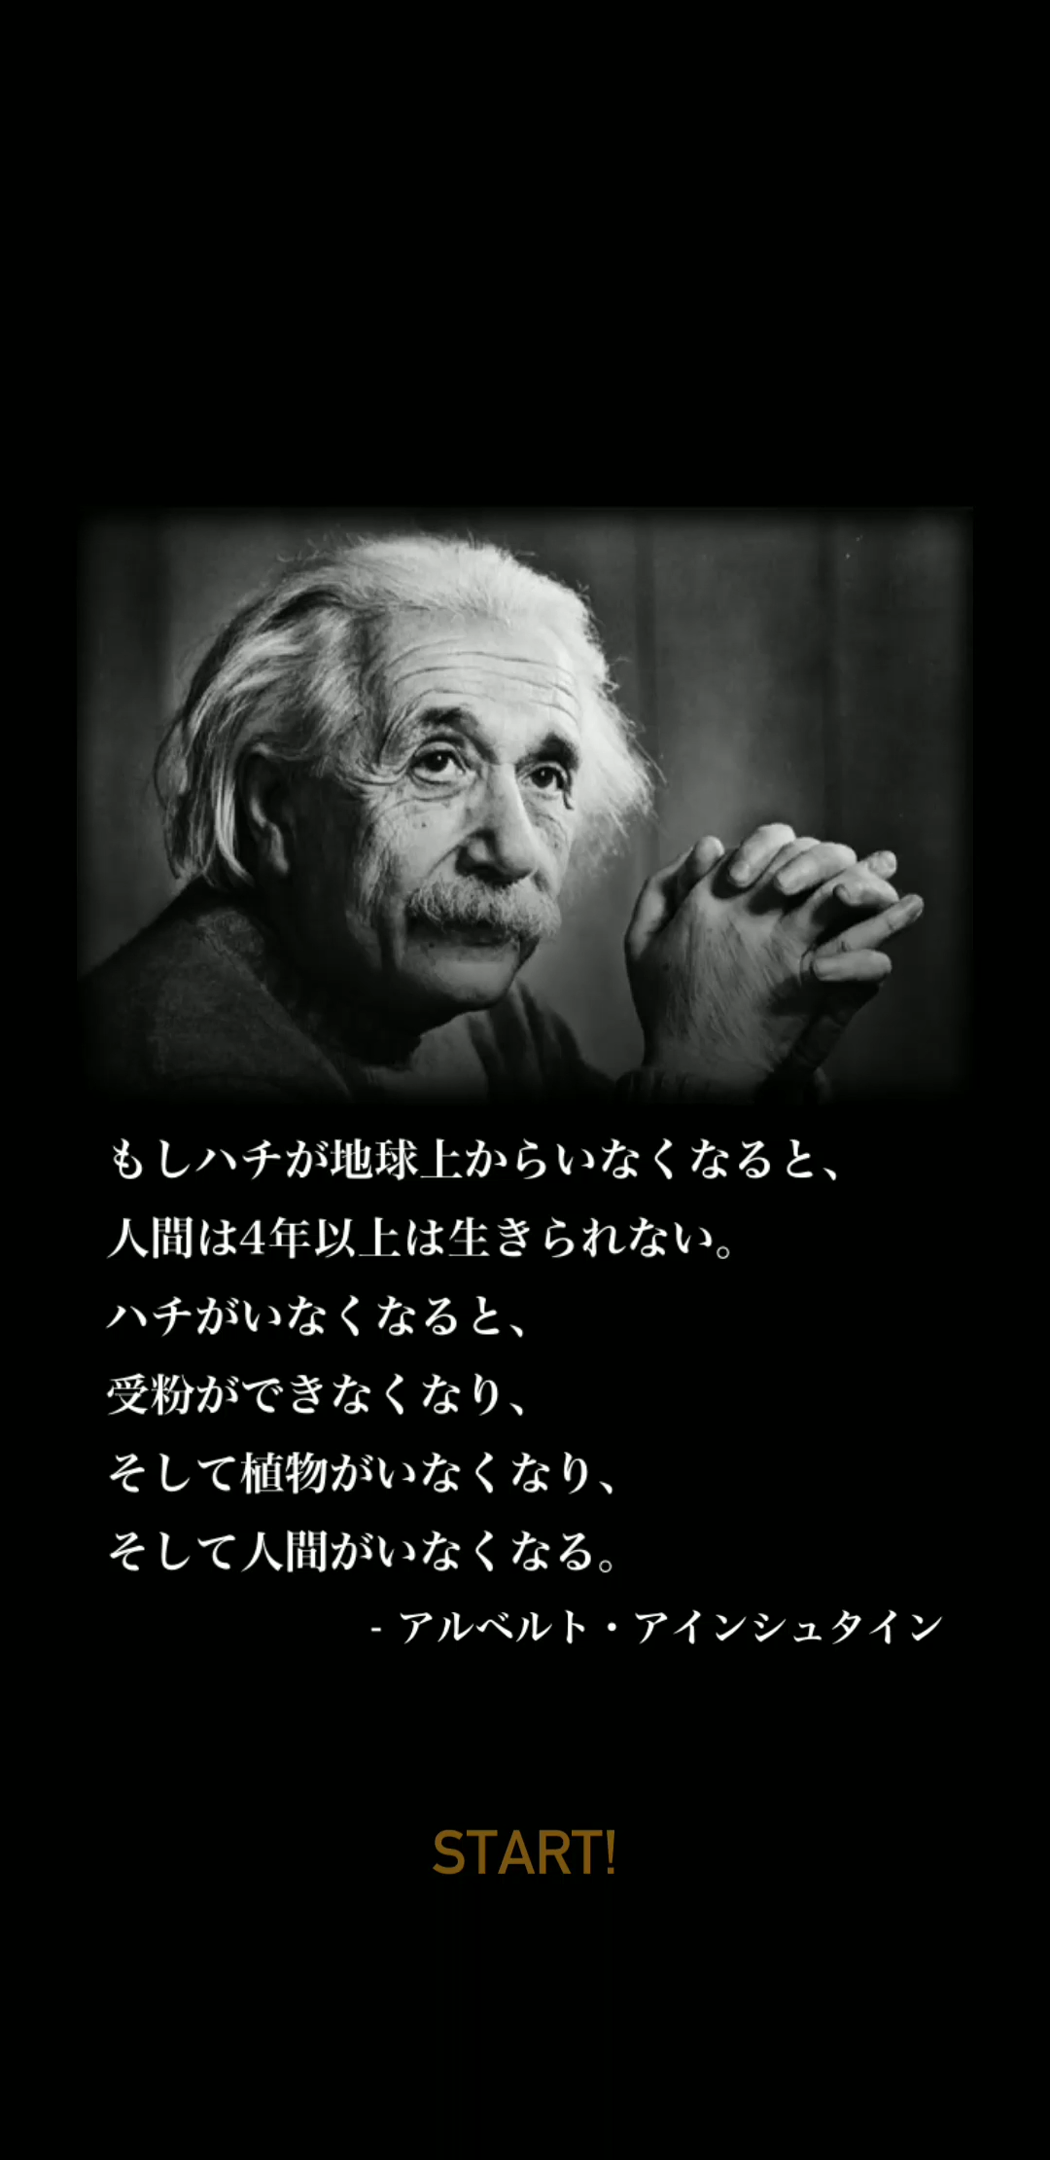 もしハチが地球上からいなくなると、
人間は4年以上は生きられない。
ハチがいなくなると、
受粉ができなくなり、
そして植物がいなくなり、
そして人間がいなくなる。
- アルベルト・アインシュタイン
START!